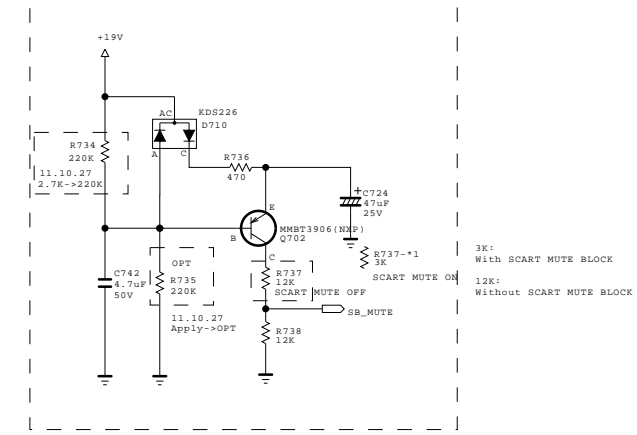 +19V
AC
KDS226
D710
A
C
R734
220K
11.10.27
2.7K->220K
R736
470
+
C724
47uF
25V
E
MMBT3906(NXP)
B
Q702
C
R737-*1
3K
SCART MUTE ON
3K:
With SCART MUTE BLOCK
12K:
Without SCART MUTE BLOCK
C742
4.7uF
50V
OPT
R735
220K
11.10.27
Apply->OPT
R737
12K
SCART MUTE OFF
SB_MUTE
R738
12K